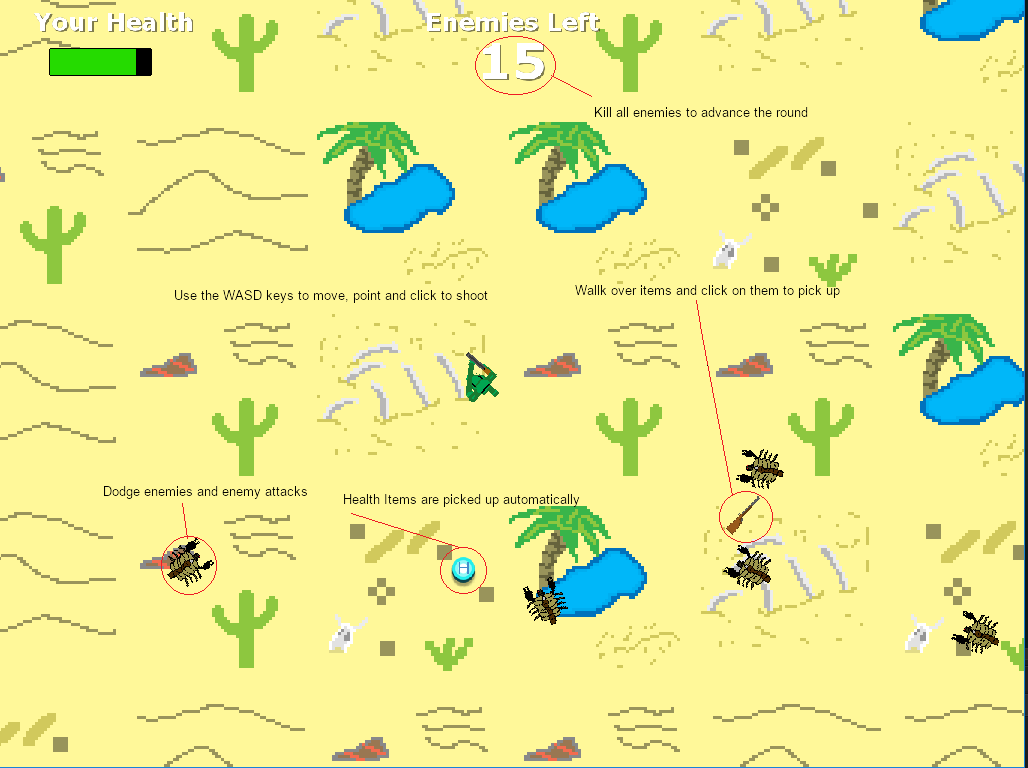 Your Health
Enemies Left
15
Kill all enemies to advance the round
Use the WASD keys to move, point and click to shoot
Wallk over items and click on them to pick up
Dodge enemies and enemy attacks
Health Items are picked up automatically
H